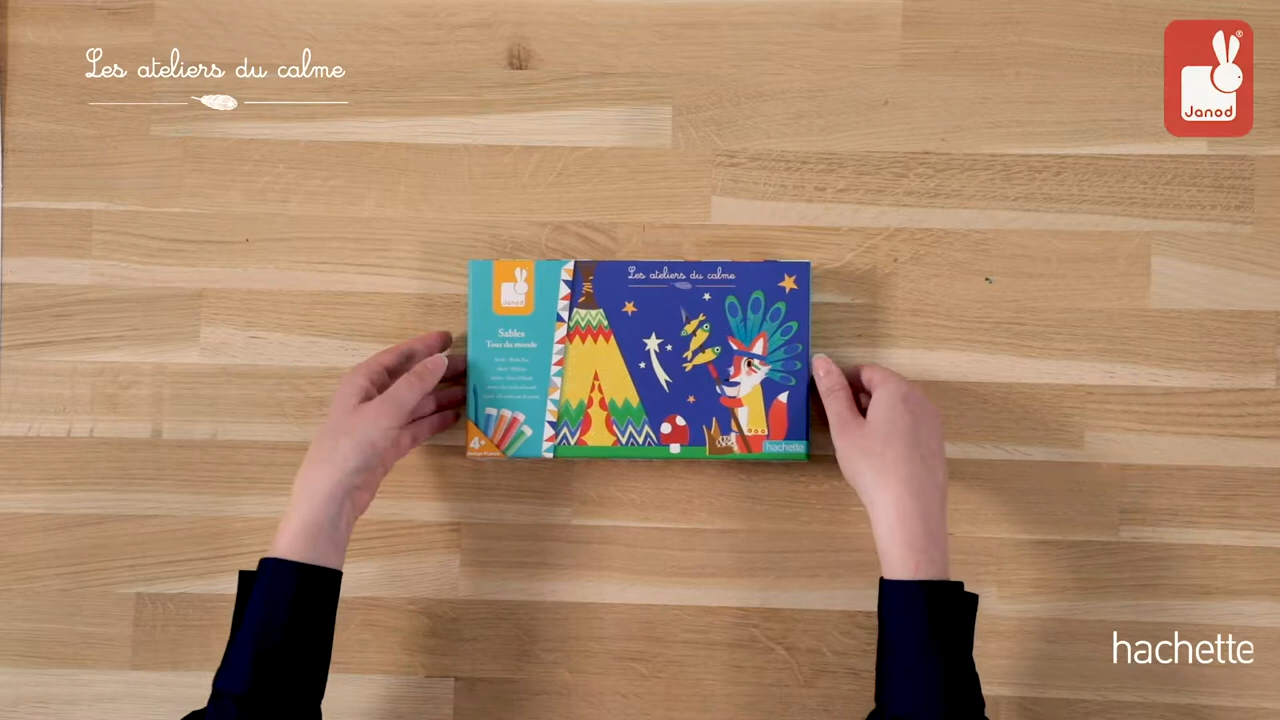 Les ateliers du calme
Janod
Janod
Les ateliers du calme
Sables
Tour du monde
4+
hachette
hachette